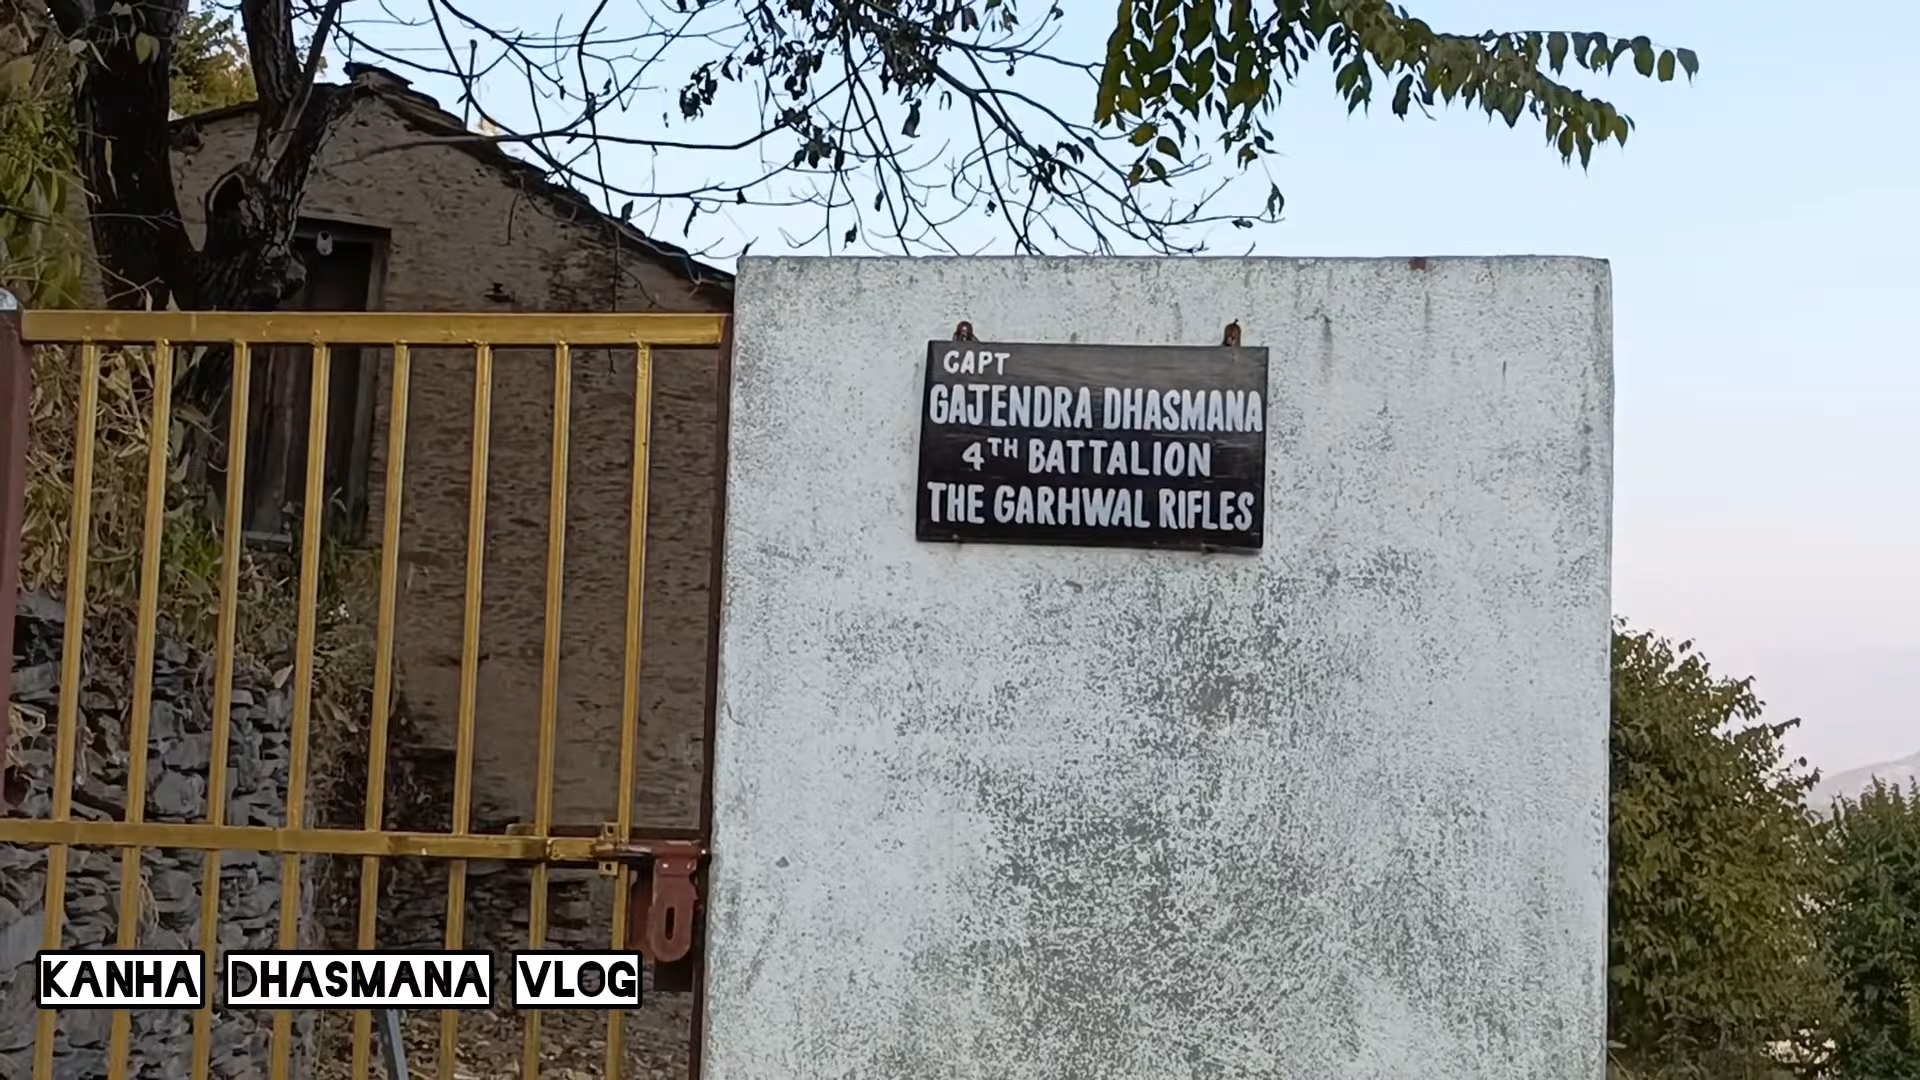 CAPT
GAJENDRA DHASMANA
4TH BATTALION
THE GARHWAL RIFLES
KANHA DHASMANA VLOG